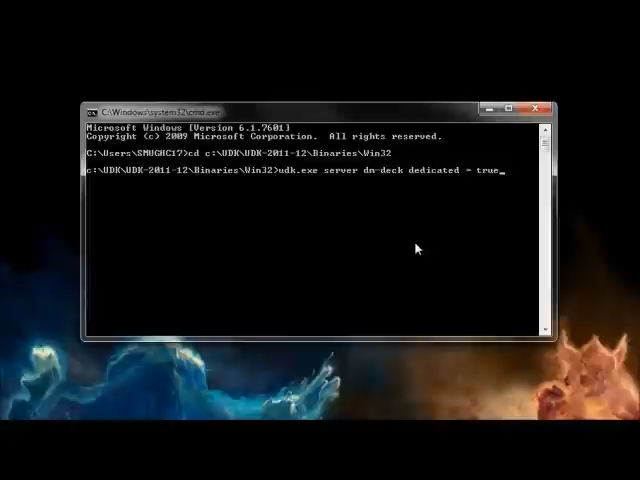 C:\Windows\system32\cmd.exe
Microsoft Windows [Version 6.1.7601]
Copyright (c) 2009 Microsoft Corporation.  All rights reserved.
C:\Users\SMUGHC17>cd c:\UDK\UDK-2011-12\Binaries\Win32
c:\UDK\UDK-2011-12\Binaries\Win32>udk.exe server dm-deck dedicated = true_